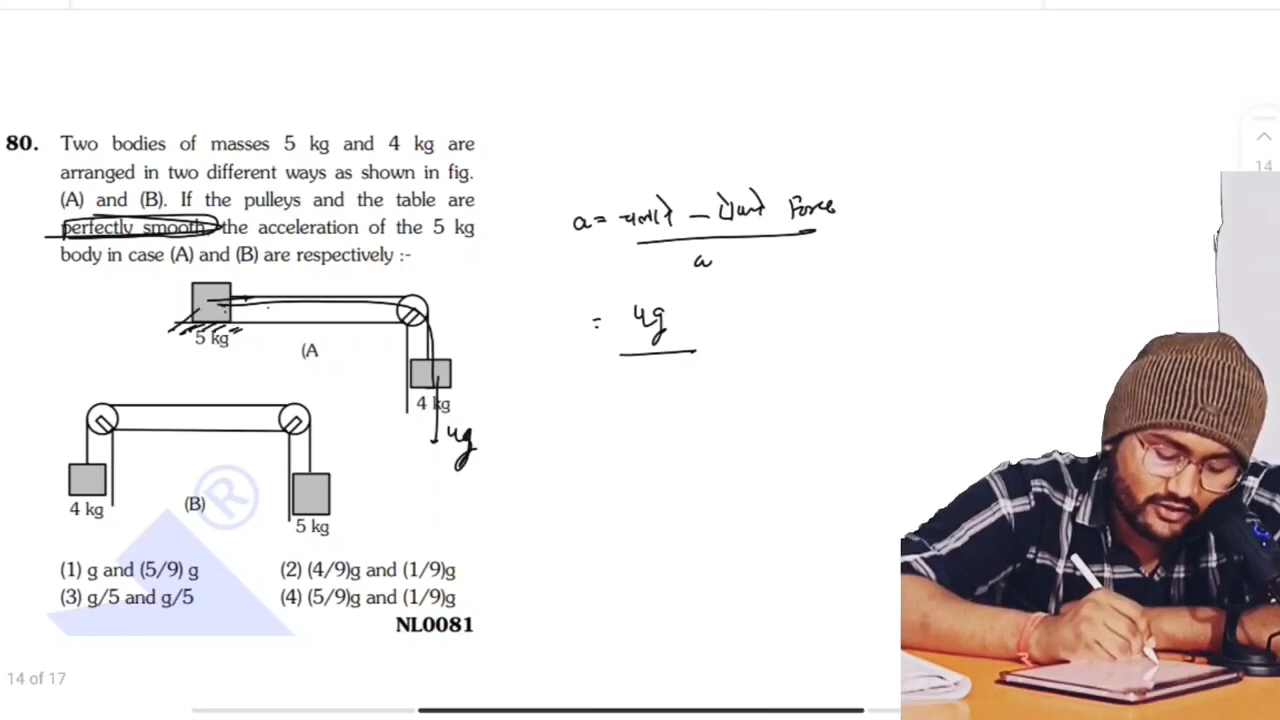 14
80. Two bodies of masses 5 kg and 4 kg are
arranged in two different ways as shown in fig.
(A) and (B). If the pulleys and the table are
perfectly smooth, the acceleration of the 5 kg
body in case (A) and (B) are respectively :-
a = - Force
a
= 4g
5 kg
(A
4 kg
4g
4 kg
(B)
5 kg
®
(1) g and (5/9) g (2) (4/9)g and (1/9)g
(3) g/5 and g/5 (4) (5/9)g and (1/9)g
NL0081
14 of 17